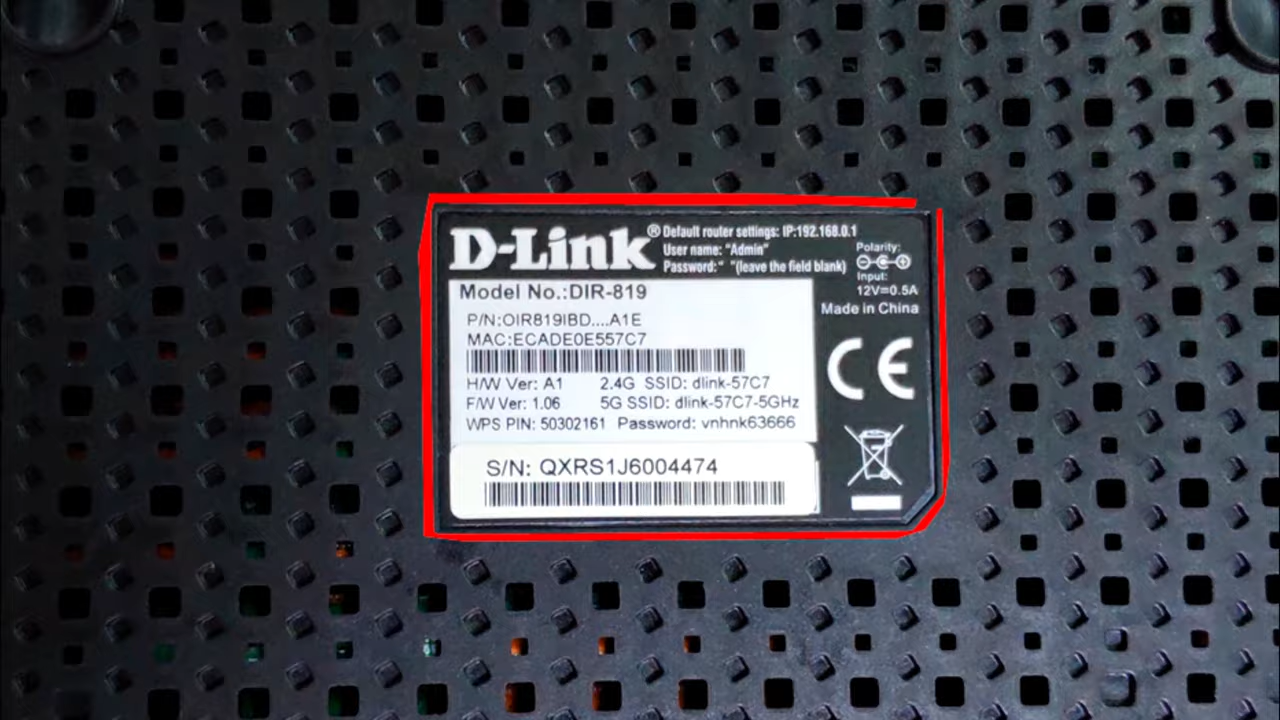 D-Link®
Default router settings: IP:192.168.0.1
User name: "Admin"
Password:" "(leave the field blank)
Polarity:
Input:
12V=0.5A
Made in China
Model No.:DIR-819
P/N:OIR819IBD....A1E
MAC:ECADE0E557C7
H/W Ver: A1 2.4G SSID: dlink-57C7
F/W Ver: 1.06 5G SSID: dlink-57C7-5GHz
WPS PIN: 50302161 Password: vnhnk63666
CE
S/N: QXRS1J6004474